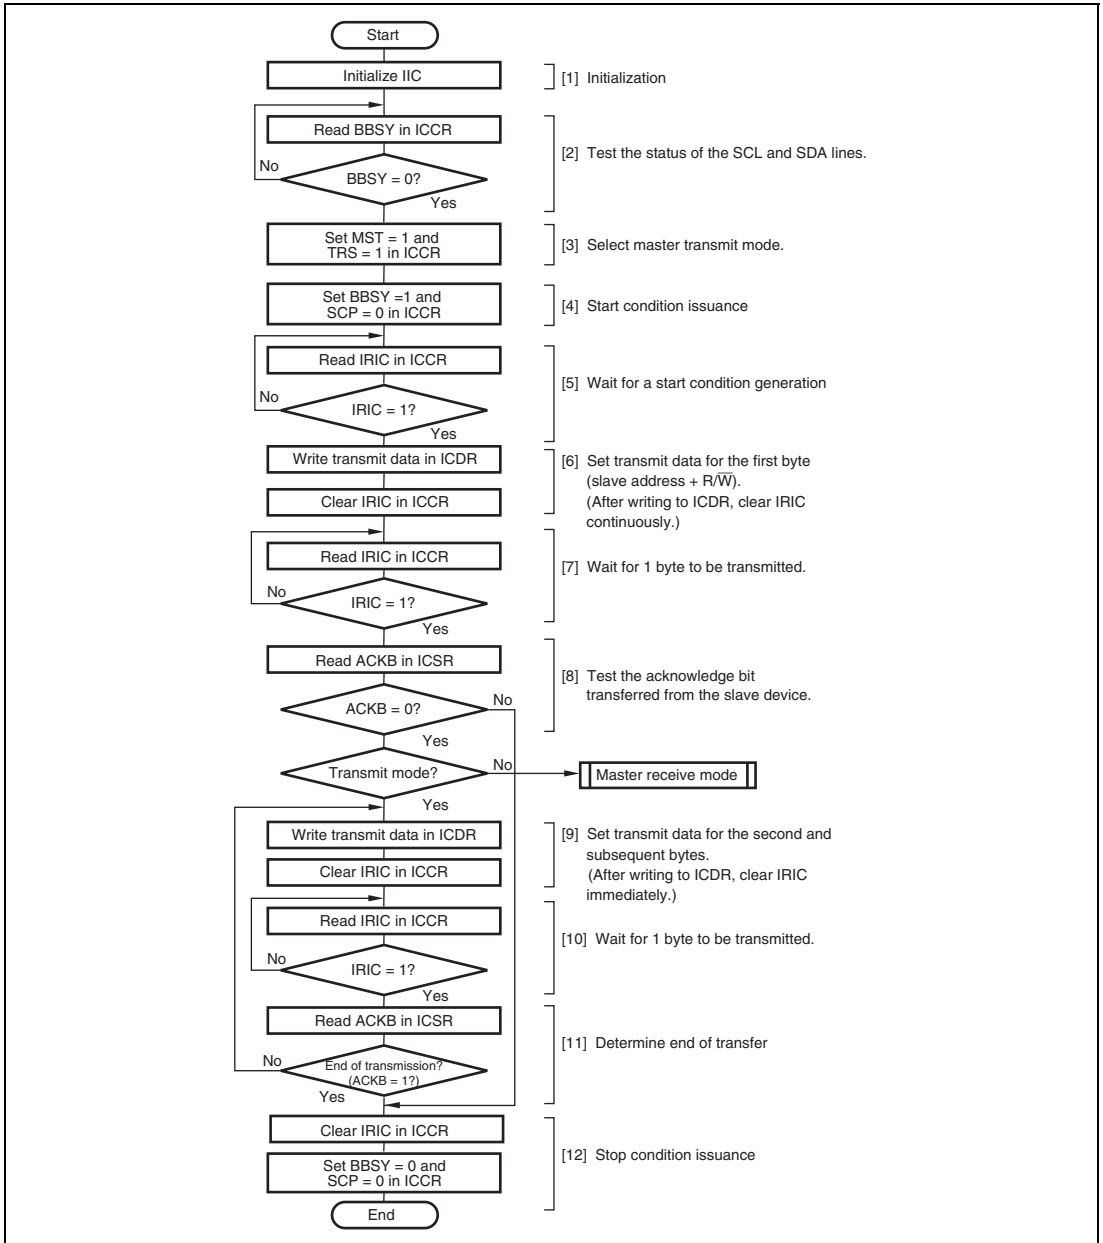 Start
Initialize IIC
[1] Initialization
Read BBSY in ICCR
[2] Test the status of the SCL and SDA lines.
No
BBSY = 0?
Yes
Set MST = 1 and
TRS = 1 in ICCR
[3] Select master transmit mode.
Set BBSY =1 and
SCP = 0 in ICCR
[4] Start condition issuance
Read IRIC in ICCR
[5] Wait for a start condition generation
No
IRIC = 1?
Yes
Write transmit data in ICDR
[6] Set transmit data for the first byte
(slave address + R/W̅).
(After writing to ICDR, clear IRIC
continuously.)
Clear IRIC in ICCR
Read IRIC in ICCR
[7] Wait for 1 byte to be transmitted.
No
IRIC = 1?
Yes
Read ACKB in ICSR
[8] Test the acknowledge bit
transferred from the slave device.
No
ACKB = 0?
Yes
No
Transmit mode?
Master receive mode
Yes
Write transmit data in ICDR
[9] Set transmit data for the second and
subsequent bytes.
(After writing to ICDR, clear IRIC
immediately.)
Clear IRIC in ICCR
Read IRIC in ICCR
[10] Wait for 1 byte to be transmitted.
No
IRIC = 1?
Yes
Read ACKB in ICSR
[11] Determine end of transfer
No
End of transmission?
(ACKB = 1?)
Yes
Clear IRIC in ICCR
[12] Stop condition issuance
Set BBSY = 0 and
SCP = 0 in ICCR
End